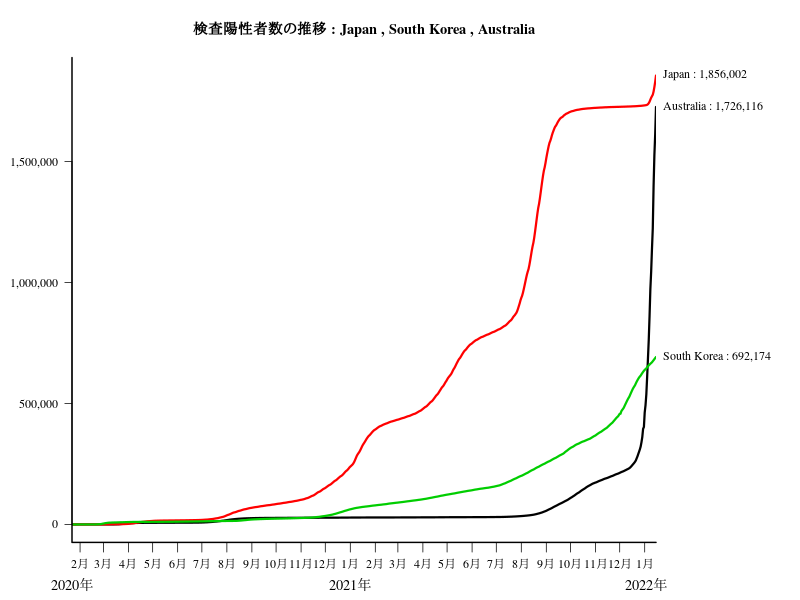 検査陽性者数の推移 : Japan , South Korea , Australia
Japan : 1,856,002
Australia : 1,726,116
1,500,000
1,000,000
South Korea : 692,174
500,000
0
2月 3月 4月 5月 6月 7月 8月 9月 10月 11月 12月 1月 2月 3月 4月 5月 6月 7月 8月 9月 10月 11月 12月 1月
2020年 2021年 2022年